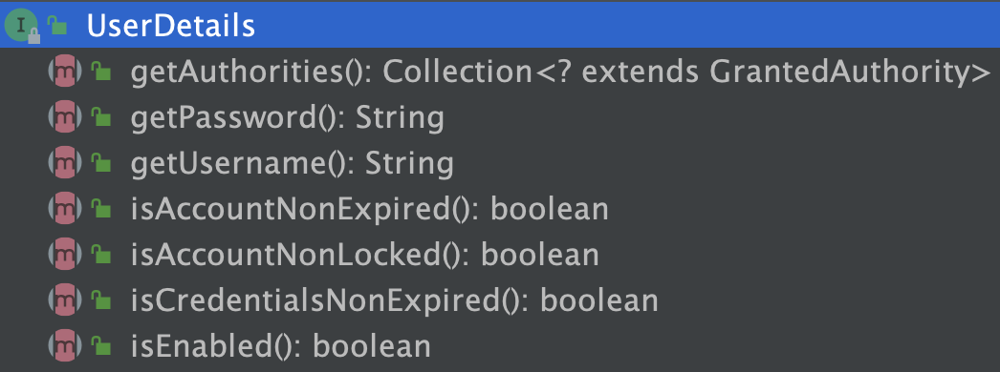 UserDetails
getAuthorities(): Collection<? extends GrantedAuthority>
getPassword(): String
getUsername(): String
isAccountNonExpired(): boolean
isAccountNonLocked(): boolean
isCredentialsNonExpired(): boolean
isEnabled(): boolean